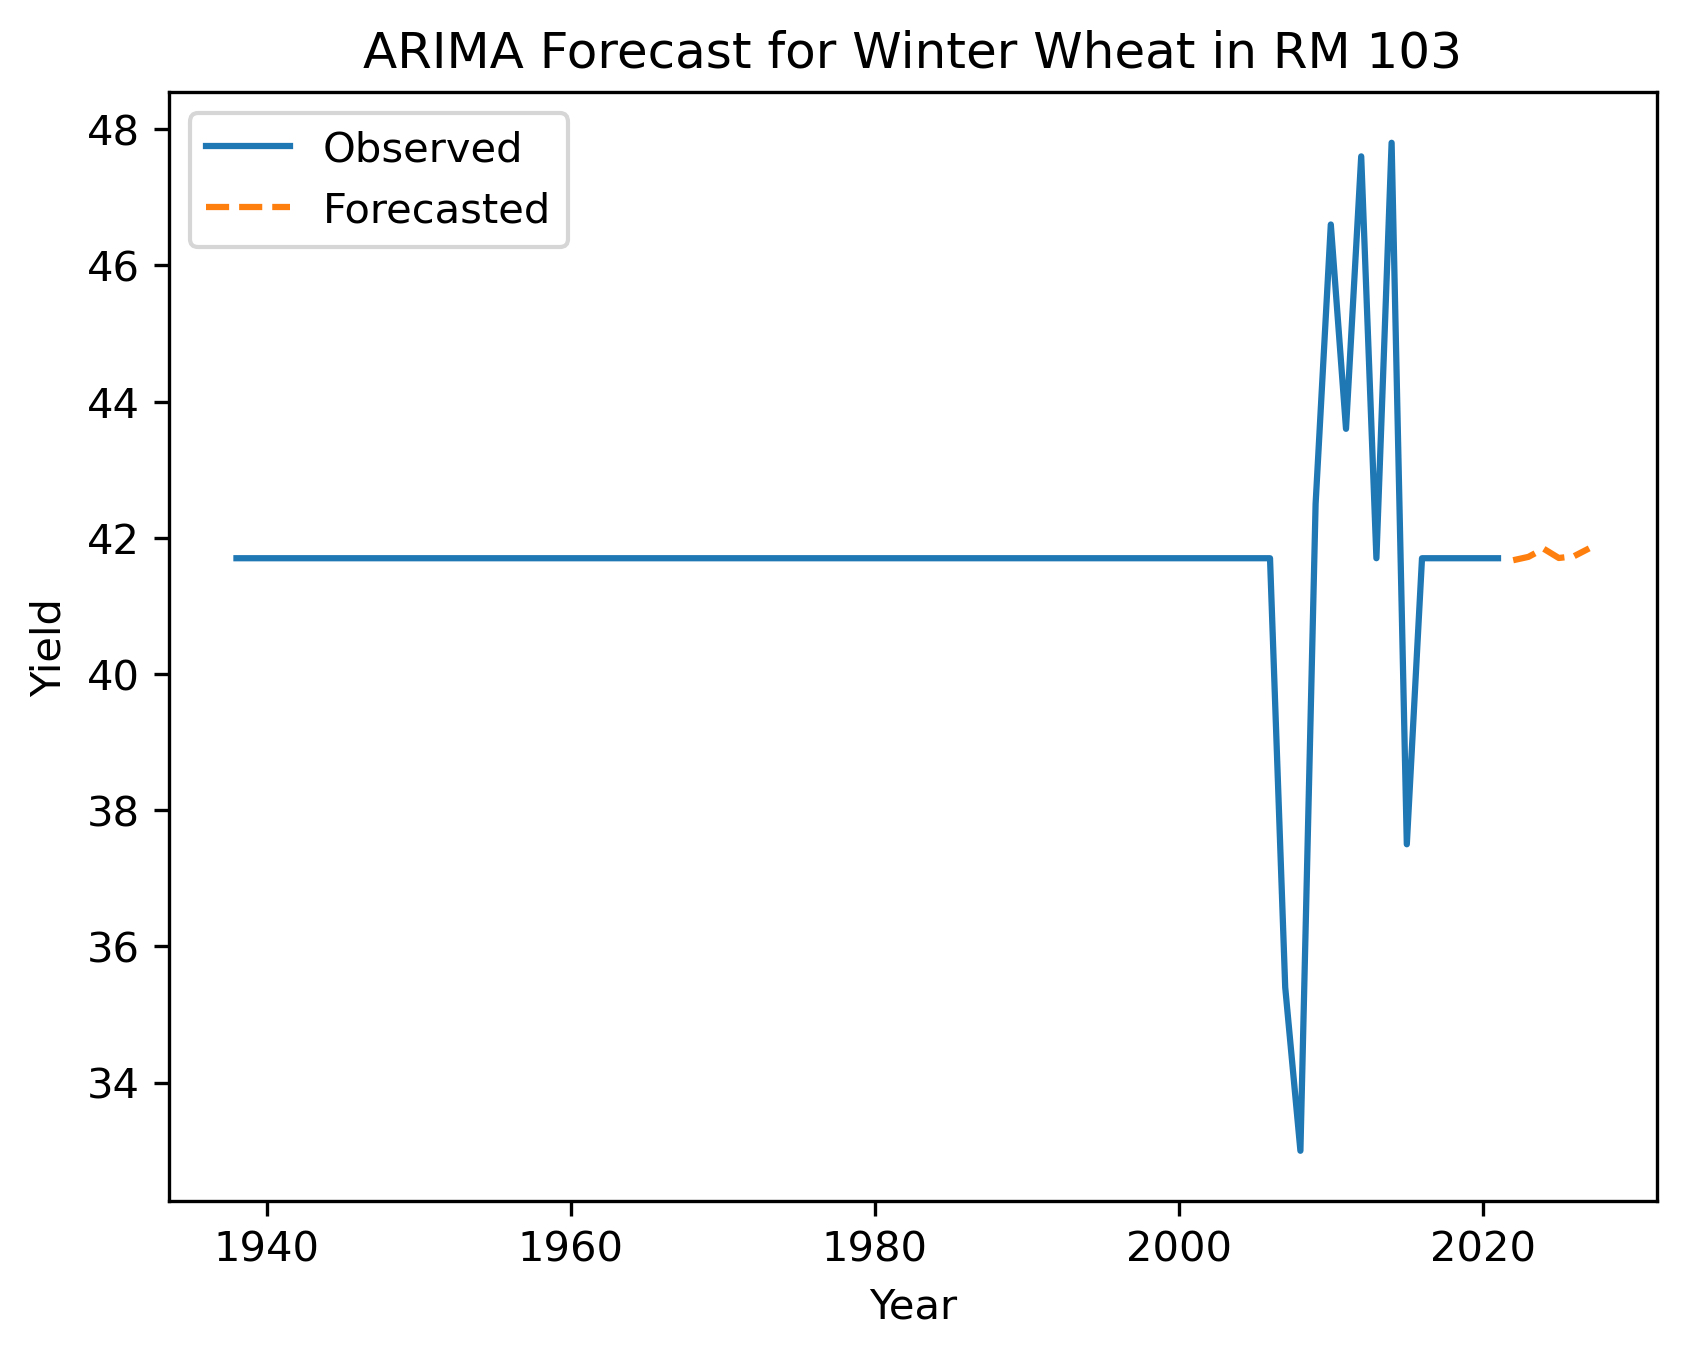 ARIMA Forecast for Winter Wheat in RM 103
Observed
Forecasted
48
46
44
42
40
38
36
34
Yield
1940 1960 1980 2000 2020
Year